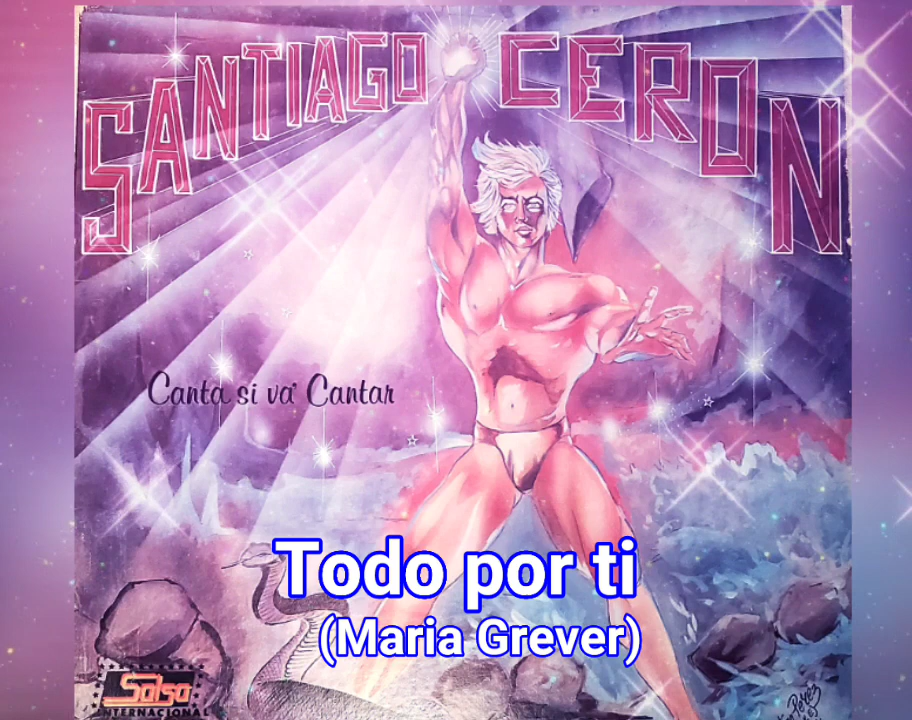 SANTIAGO CERON
Canta si va' Cantar
Todo por ti
(Maria Grever)
Salsa
INTERNACIONAL